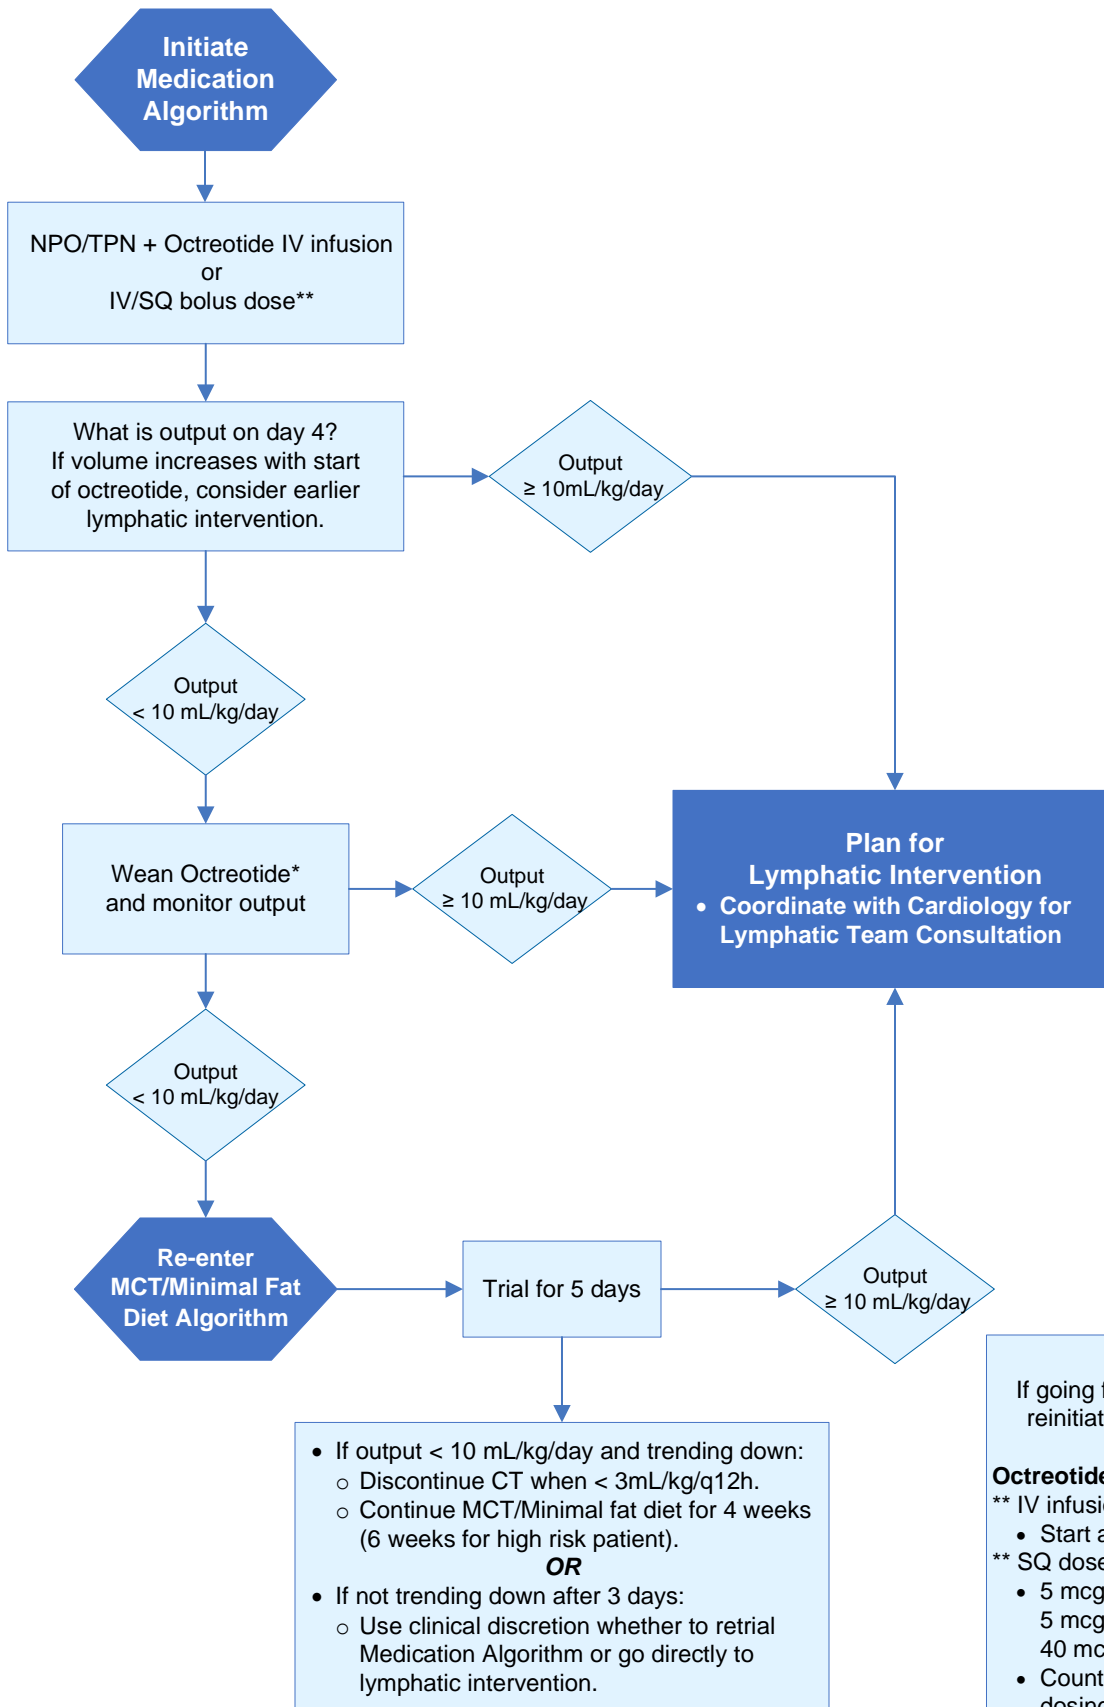 Initiate
Medication
Algorithm
NPO/TPN + Octreotide IV infusion
or
IV/SQ bolus dose**
What is output on day 4?
If volume increases with start
of octreotide, consider earlier
lymphatic intervention.
Output
≥ 10mL/kg/day
Output
< 10 mL/kg/day
Wean Octreotide*
and monitor output
Output
≥ 10 mL/kg/day
Plan for
Lymphatic Intervention
• Coordinate with Cardiology for
Lymphatic Team Consultation
Output
< 10 mL/kg/day
Re-enter
MCT/Minimal Fat
Diet Algorithm
Trial for 5 days
Output
≥ 10 mL/kg/day
• If output < 10 mL/kg/day and trending down:
○ Discontinue CT when < 3mL/kg/q12h.
○ Continue MCT/Minimal fat diet for 4 weeks
(6 weeks for high risk patient).
OR
• If not trending down after 3 days:
○ Use clinical discretion whether to retrial
Medication Algorithm or go directly to
lymphatic intervention.
If going
Octreotide
** IV
• Start
** SQ dose
• 5 mcg
5 mcg
•